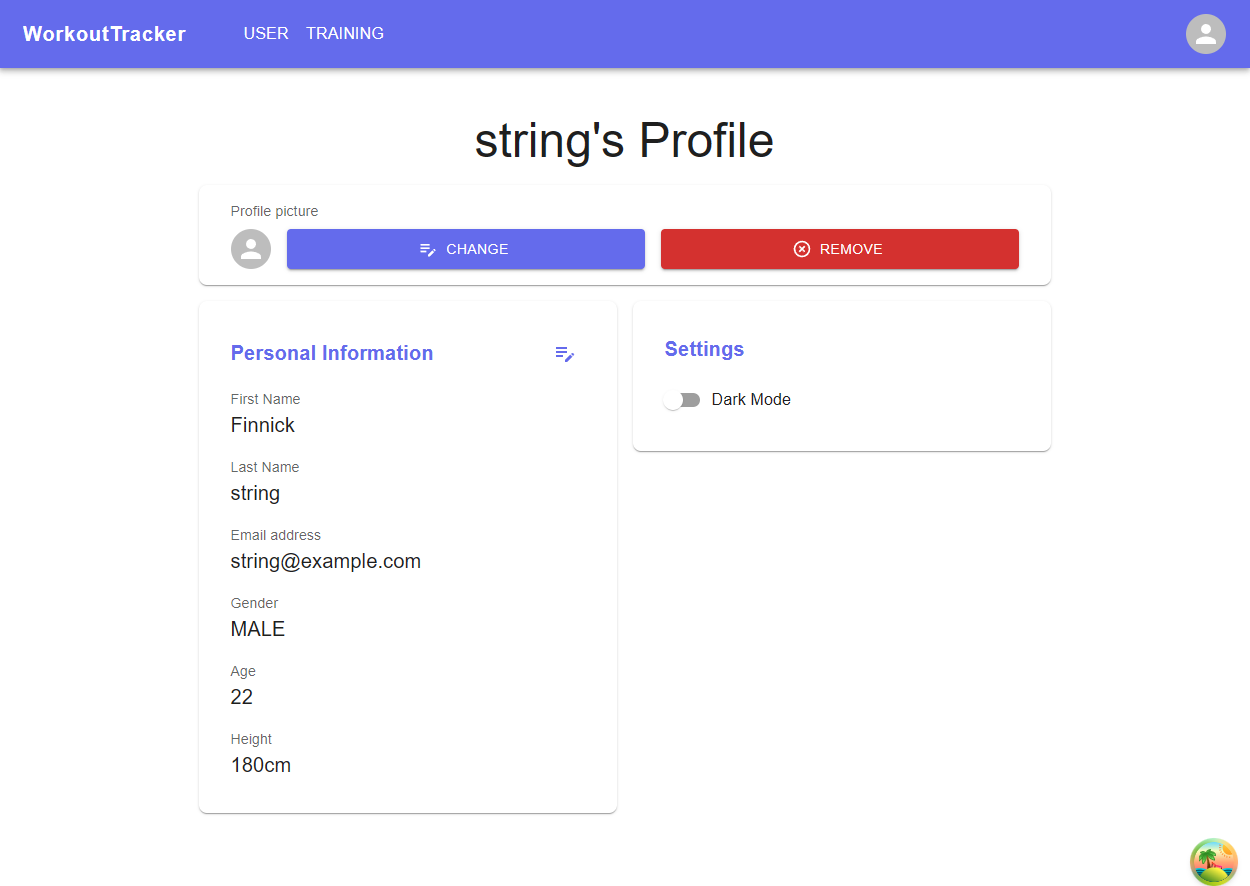 WorkoutTracker USER TRAINING
string's Profile
Profile picture
CHANGE REMOVE
Personal Information
First Name
Finnick
Last Name
string
Email address
string@example.com
Gender
MALE
Age
22
Height
180cm
Settings
Dark Mode